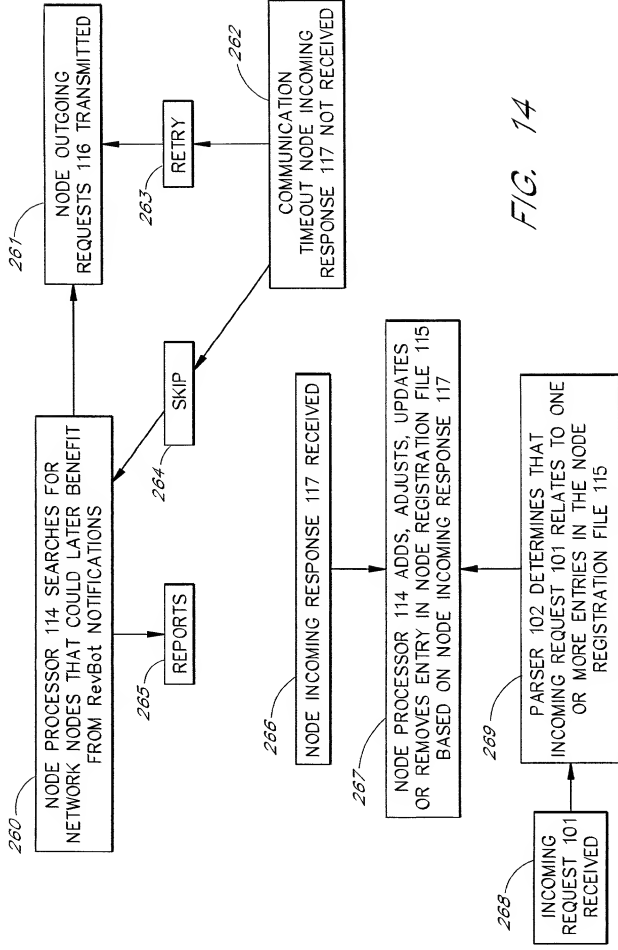 260
NODE PROCESSOR 114 SEARCHES FOR
NETWORK NODES THAT COULD LATER BENEFIT
FROM RevBot NOTIFICATIONS
261
NODE OUTGOING
REQUESTS 116 TRANSMITTED
265
REPORTS
264
SKIP
263
RETRY
262
COMMUNICATION
TIMEOUT NODE INCOMING
RESPONSE 117 NOT RECEIVED
266
NODE INCOMING RESPONSE 117 RECEIVED
267
NODE PROCESSOR 114 ADDS, ADJUSTS, UPDATES
OR REMOVES ENTRY IN NODE REGISTRATION FILE 115
BASED ON NODE INCOMING RESPONSE 117
268
INCOMING
REQUEST 101
RECEIVED
269
PARSER 102 DETERMINES THAT
INCOMING REQUEST 101 RELATES TO ONE
OR MORE ENTRIES IN THE NODE
REGISTRATION FILE 115
FIG. 14